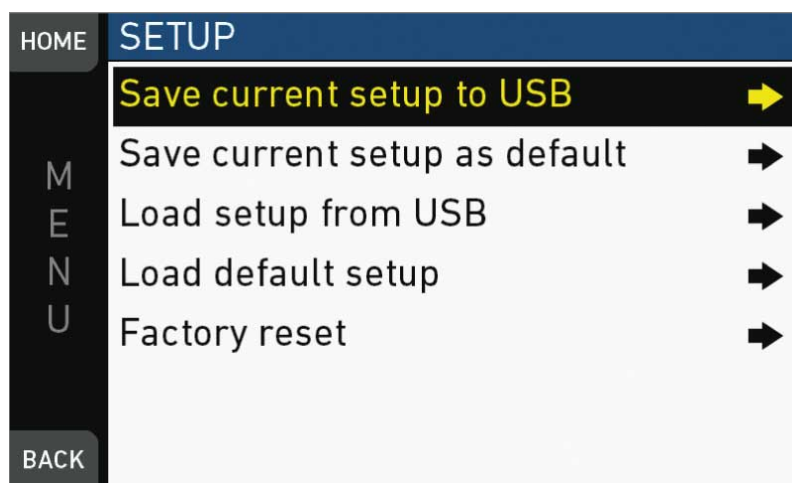 HOME
SETUP
Save current setup to USB
Save current setup as default
Load setup from USB
Load default setup
Factory reset
MENU
BACK